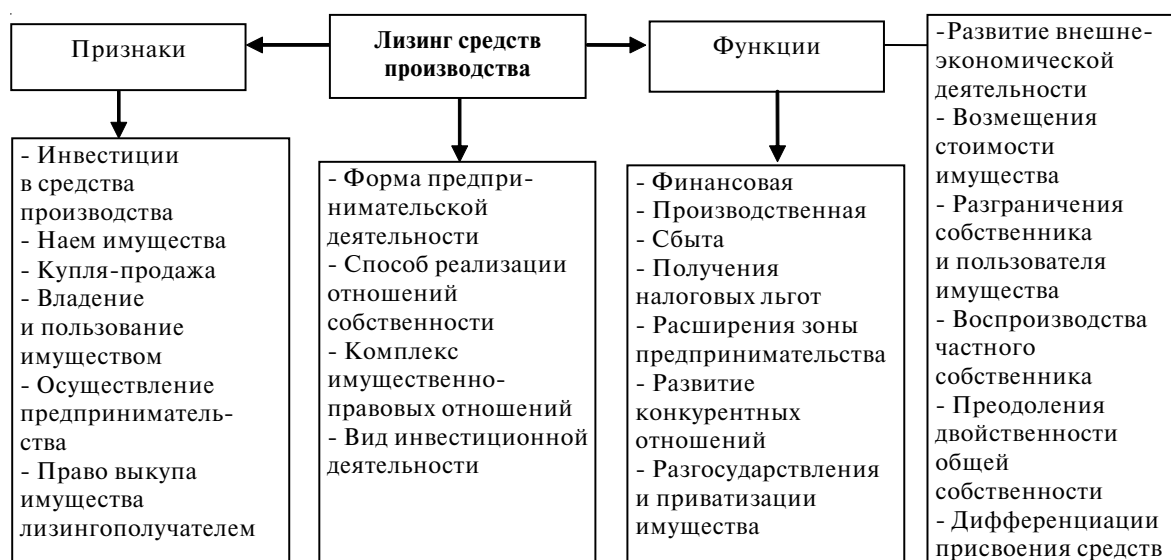 Признаки
Лизинг средств
производства
Функции
- Инвестиции
в средства
производства
- Наем имущества
- Купля-продажа
- Владение
и пользование
имуществом
- Осуществление
предприниматель-
ства
- Право выкупа
имущества
лизингополучателем
- Форма предпри-
нимательской
деятельности
- Способ реализации
отношений
собственности
- Комплекс
имущественно-
правовых отношений
- Вид инвестиционной
деятельности
- Финансовая
- Производственная
- Сбыта
- Получения
налоговых льгот
- Расширения зоны
предпринимательства
- Развитие
конкурентных
отношений
- Разгосударствления
и приватизации
имущества
-Развитие внешне-
экономической
деятельности
- Возмещения
стоимости
имущества
- Разграничения
собственника
и пользователя
имущества
- Воспроизводства
частного
собственника
- Преодоления
двойственности
общей
собственности
- Дифференциации
присвоения средств